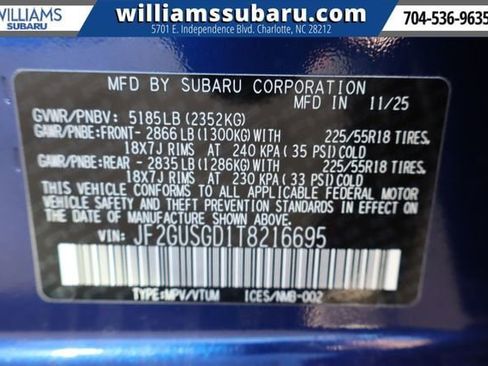 WILLIAMS
SUBARU
williamssubaru.com
5701 E. Independence Blvd, Charlotte, NC 28212
704-536-9635
MFD BY SUBARU CORPORATION
MFD IN 11/25
GVWR/PNBV: 5185LB (2352KG)
GAWR/PNBE:FRONT- 2866LB (1300KG) WITH 225/55R18 TIRES,
18X7J RIMS AT 240 KPA (35 PSI) COLD
GAWR/PNBE:REAR - 2835LB (1286KG) WITH 225/55R18 TIRES,
18X7J RIMS AT 230 KPA (33 PSI) COLD
THIS VEHICLE CONFORMS TO ALL APPLICABLE FEDERAL MOTOR
VEHICLE SAFETY, BUMPER, AND THEFT
PREVENTION STANDARDS IN EFFECT ON THE DATE
OF MANUFACTURE SHOWN ABOVE.
VIN: JF2GUSGD1T8216695
TYPE:MPV/VTUM ICES/NMB-002